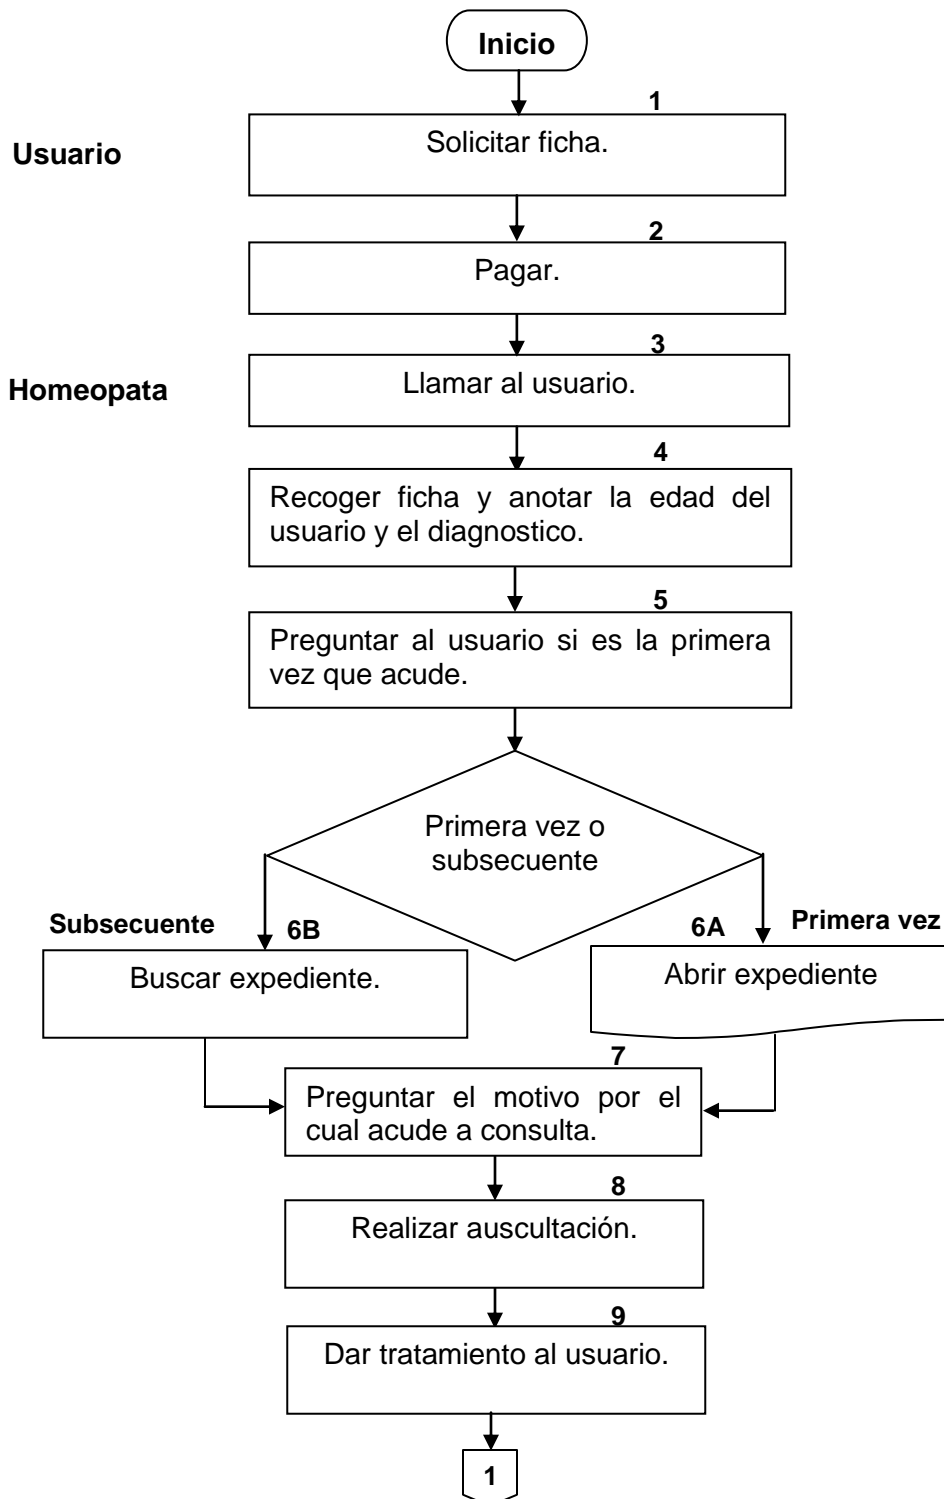 Inicio
1
Usuario
Solicitar ficha.
2
Pagar.
3
Homeopata
Llamar al usuario.
4
Recoger ficha y anotar la edad del
usuario y el diagnostico.
5
Preguntar al usuario si es la primera
vez que acude.
Primera vez o
subsecuente
Subsecuente
6B
6A
Primera vez
Buscar expediente.
Abrir expediente
7
Preguntar el motivo por el
cual acude a consulta.
8
Realizar auscultación.
9
Dar tratamiento al usuario.
1